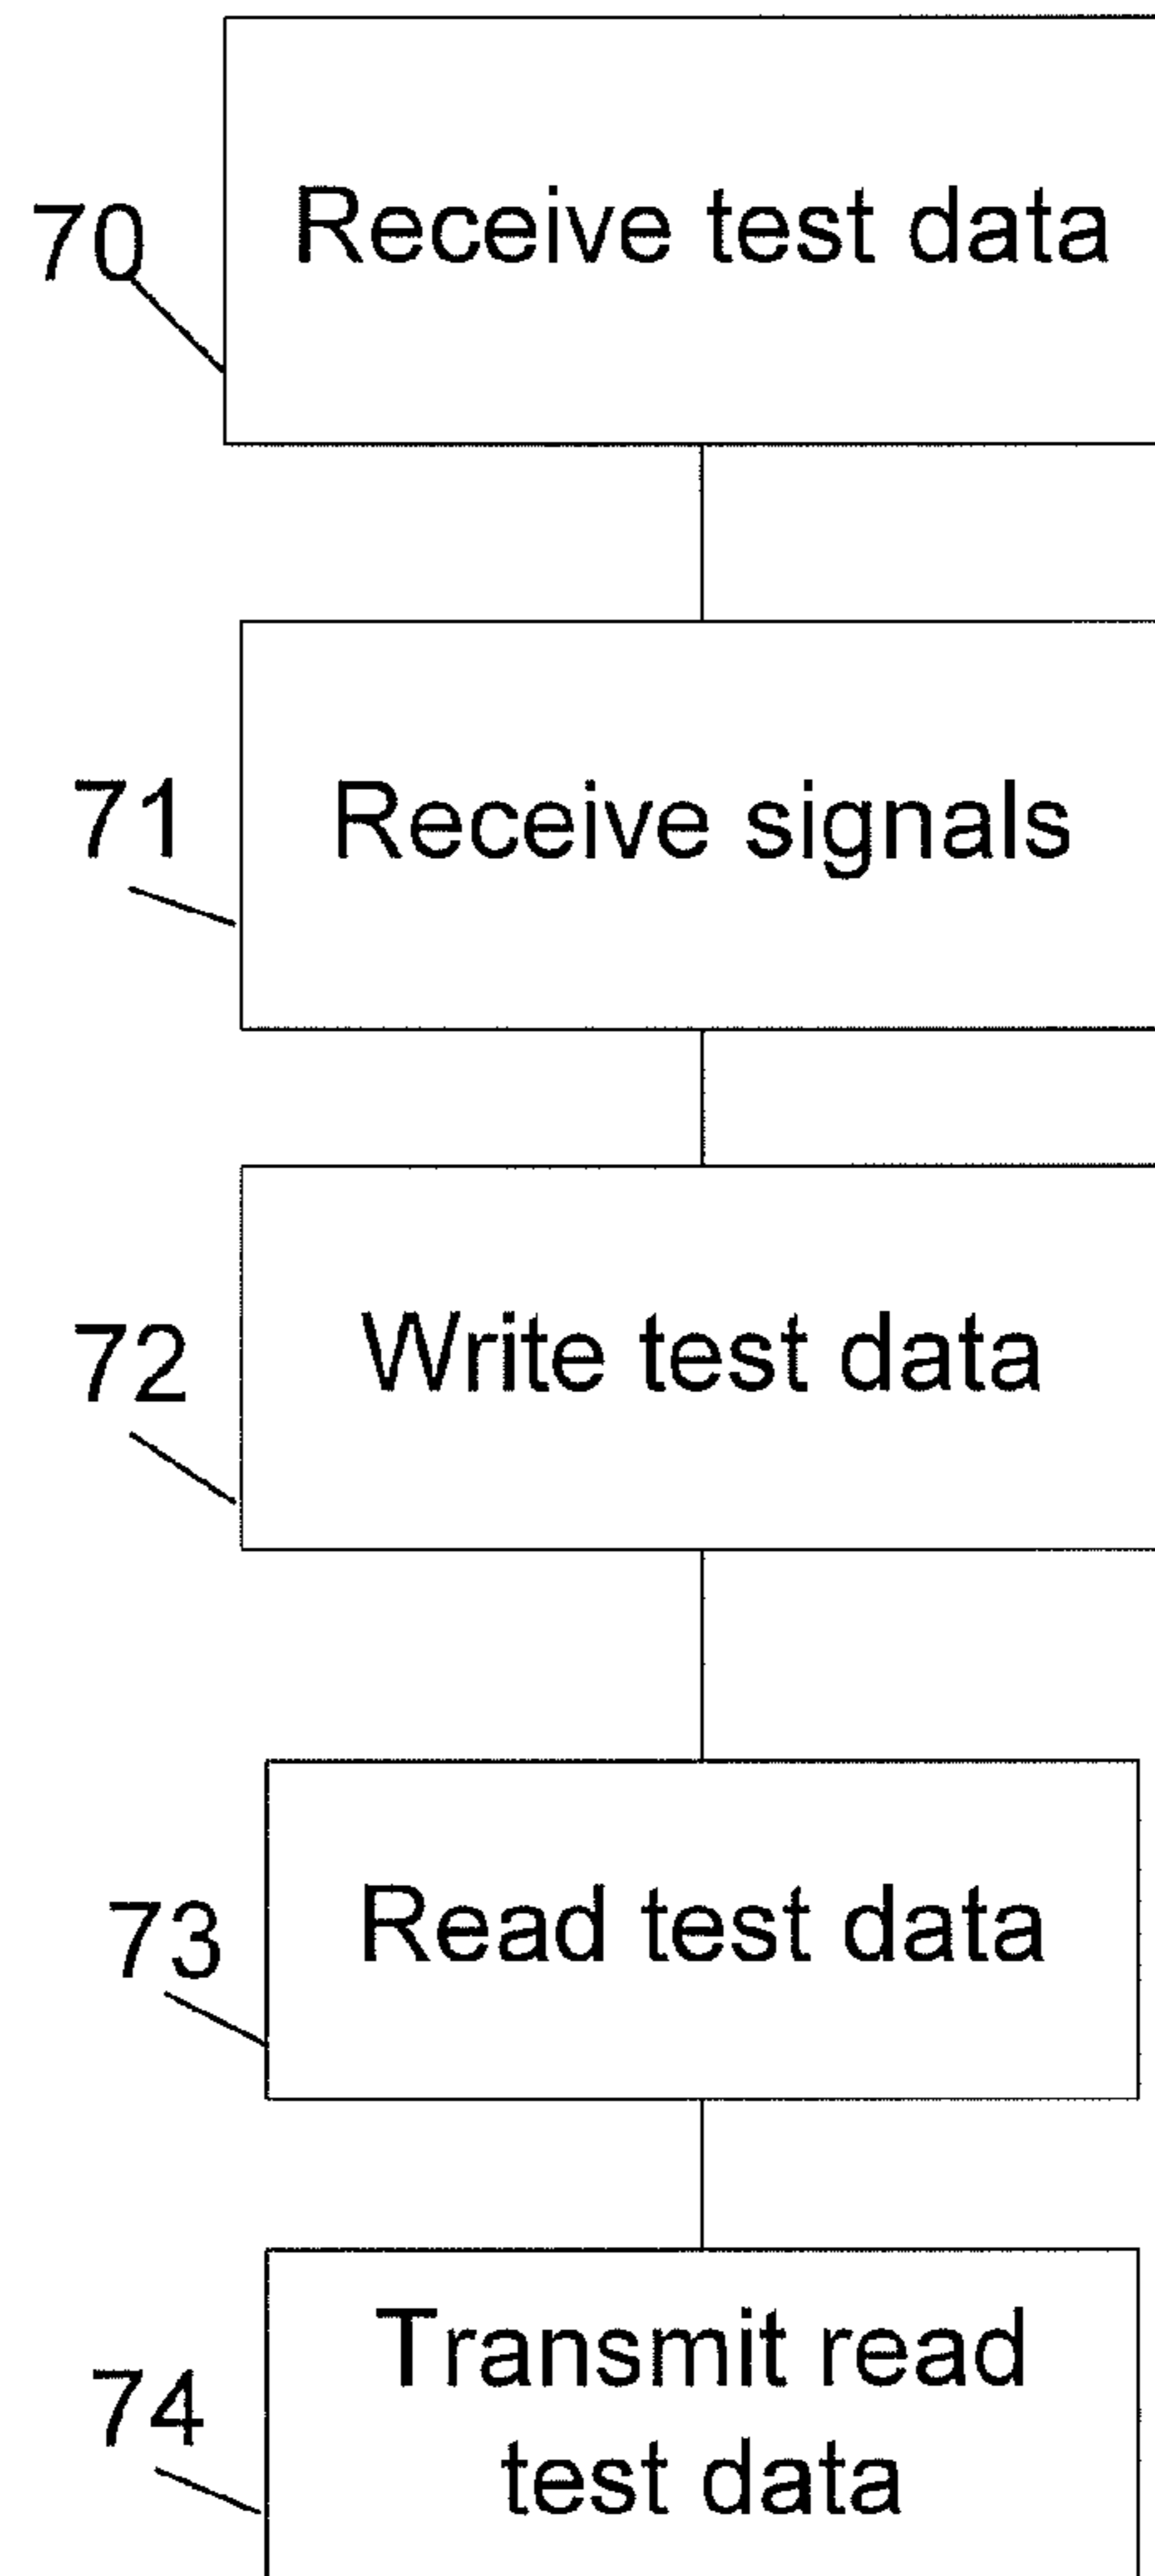 70
Receive test data
71
Receive signals
72
Write test data
73
Read test data
74
Transmit read
test data